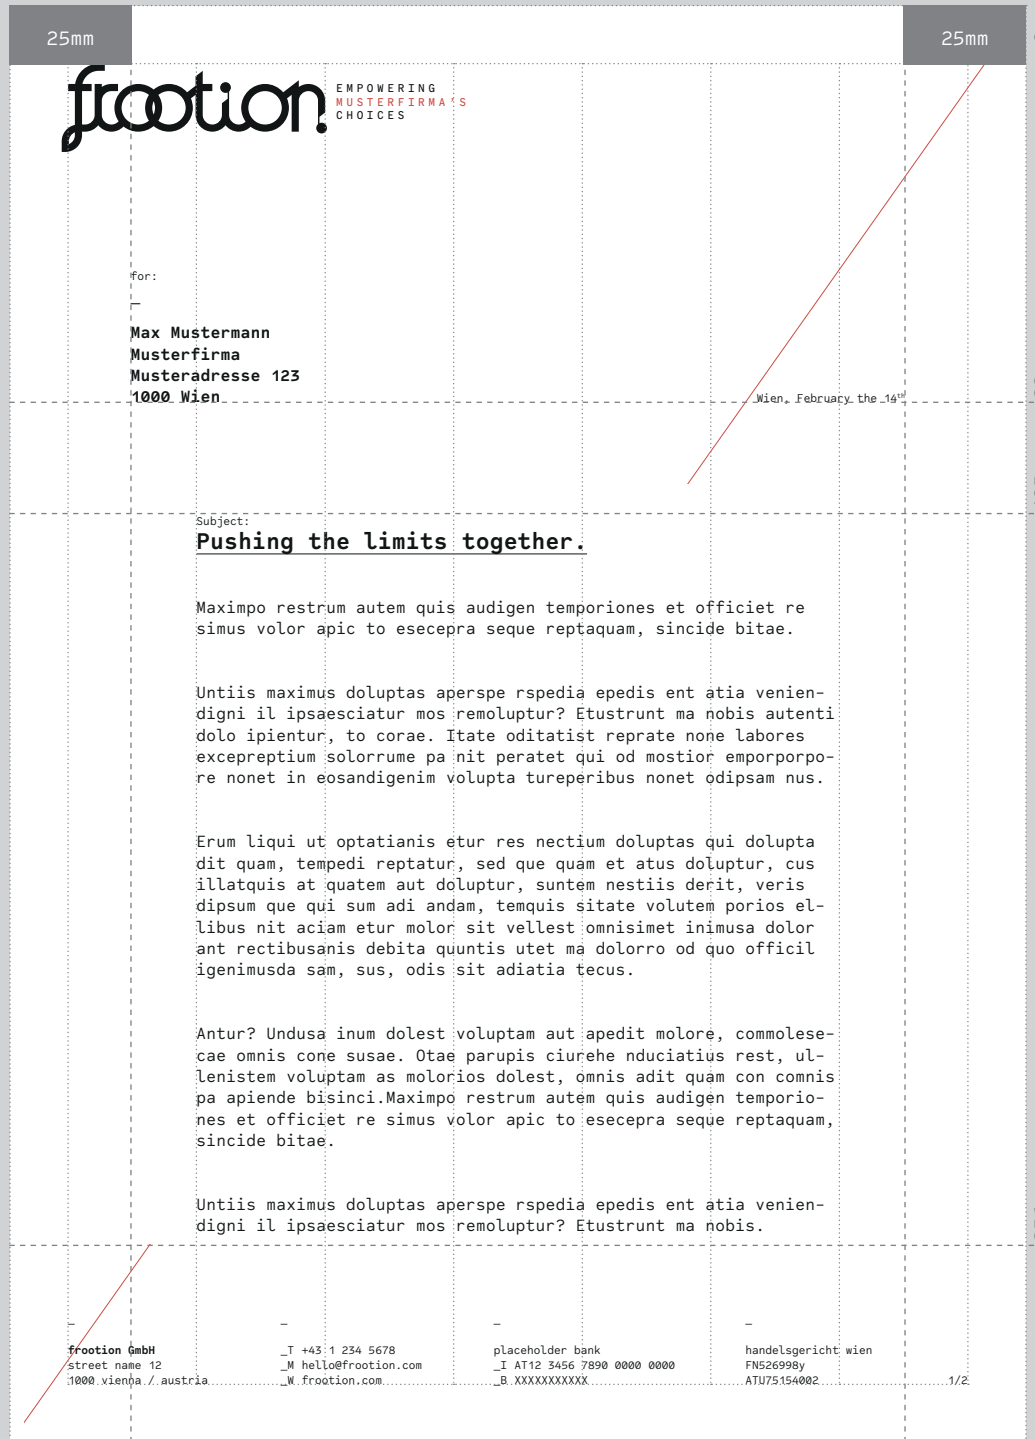 25mm
25mm
frootion.
EMPOWERING
MUSTERFIRMA'S
CHOICES
for:
—
Max Mustermann
Musterfirma
Musteradresse 123
1000 Wien
Wien, February the 14th
Subject:
Pushing the limits together.
Maximpo restrum autem quis audigen temporiones et officiet re
simus volor apic to esecepra seque reptaquam, sincide bitae.
Untiis maximus doluptas aperspe rspedia epedis ent atia venien-
digni il ipsaesciatur mos remoluptur? Etustrunt ma nobis autenti
dolo ipientur, to corae. Itate oditatist reprate none labores
excepreptium solorrume pa nit peratet qui od mostior emporporpo-
re nonet in eosandigenim volupta tureperibus nonet odipsam nus.
Erum liqui ut optatianis etur res nectium doluptas qui dolupta
dit quam, tempedi reptatur, sed que quam et atus doluptur, cus
illatquis at quatem aut doluptur, suntem nestiis derit, veris
dipsum que qui sum adi andam, temquis sitate volutem porios el-
libus nit aciam etur molor sit vellest omnisimet inimusa dolor
ant rectibusanis debita quuntis utet ma dolorro od quo officil
igenimusda sam, sus, odis sit adiatia tecus.
Antur? Undusa inum dolest voluptam aut apedit molore, commolese-
cae omnis cone susae. Otae parupis ciurehe nduciatius rest, ul-
lenistem voluptam as molorios dolest, omnis adit quam con comnis
pa apiende bisinci.Maximpo restrum autem quis audigen temporio-
nes et officiet re simus volor apic to esecepra seque reptaquam,
sincide bitae.
Untiis maximus doluptas aperspe rspedia epedis ent atia venien-
digni il ipsaesciatur mos remoluptur? Etustrunt ma nobis.
—
frootion GmbH
street name 12
1000 vienna / austria
—
_T +43 1 234 5678
_M hello@frootion.com
_W frootion.com
—
placeholder bank
_I AT12 3456 7890 0000 0000
_B XXXXXXXXXXX
—
handelsgericht wien
FN526998y
ATU75154002
1/2